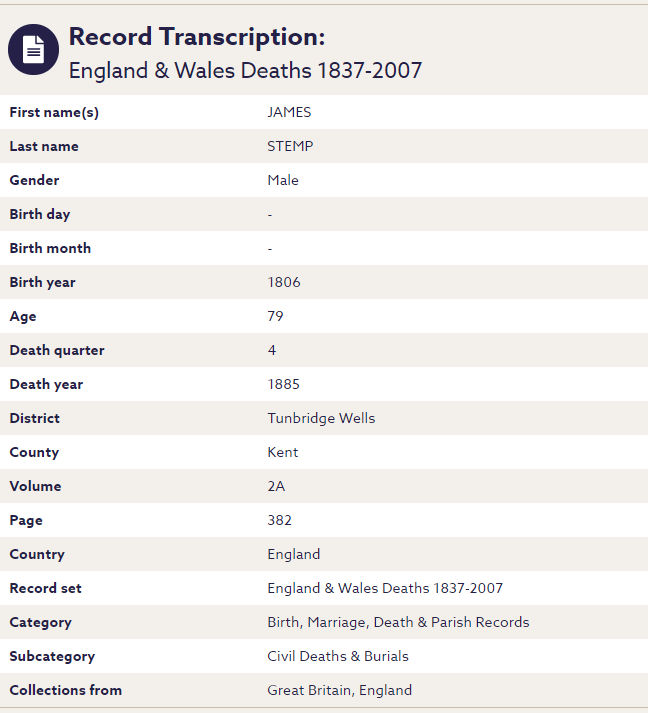 Record Transcription:
England & Wales Deaths 1837-2007
First name(s) JAMES
Last name STEMP
Gender Male
Birth day -
Birth month -
Birth year 1806
Age 79
Death quarter 4
Death year 1885
District Tunbridge Wells
County Kent
Volume 2A
Page 382
Country England
Record set England & Wales Deaths 1837-2007
Category Birth, Marriage, Death & Parish Records
Subcategory Civil Deaths & Burials
Collections from Great Britain, England